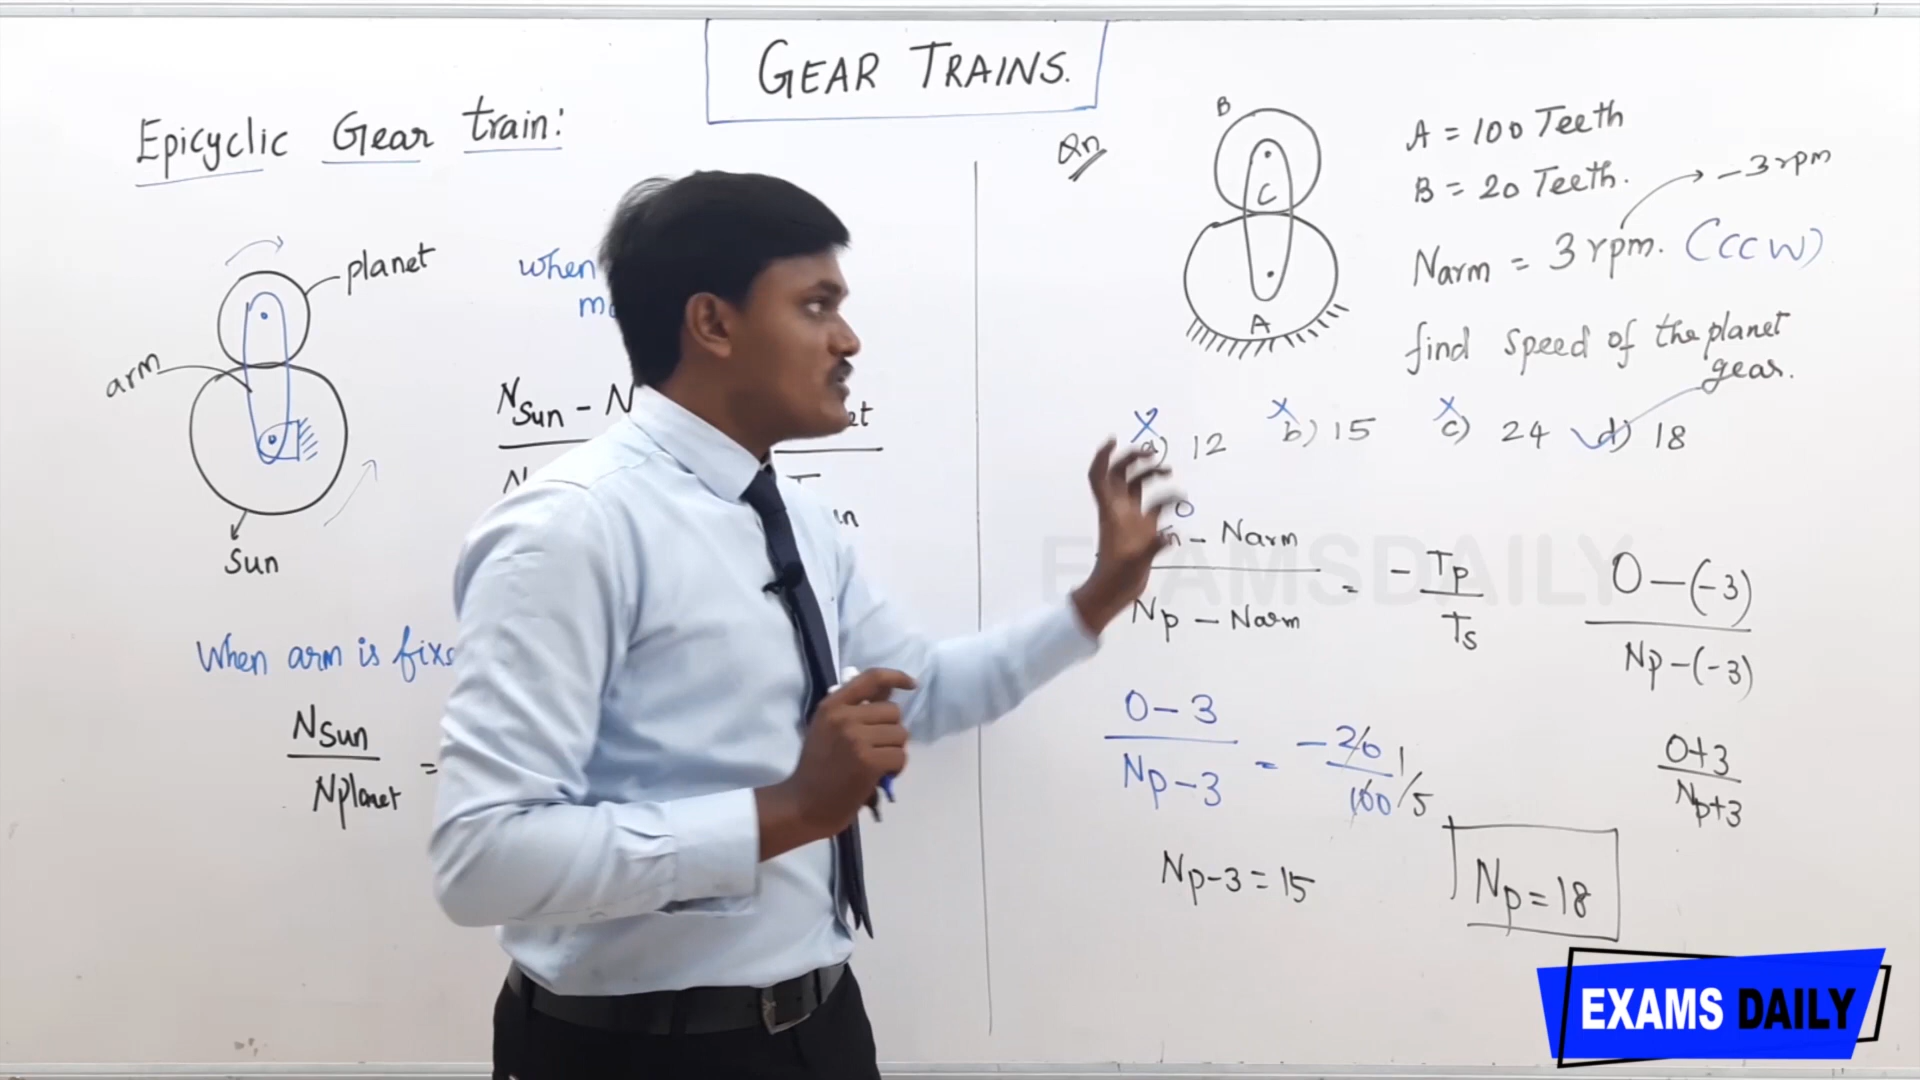 GEAR TRAINS.
Epicyclic Gear train:
planet
arm
Sun
when
NSun - N
When arm is fix
NSun
Nplanet
=
Qn
B
C
A
A = 100 Teeth
B = 20 Teeth.
-3 rpm
Narm = 3 rpm. (CCW)
find speed of the planet
gear.
a) 12 b) 15 c) 24 d) 18
0
- Narm
Np - Narm
= - Tp
Ts
0-(-3)
Np-(-3)
0-3
Np-3
= -20 1
100 5
0+3
Np+3
Np-3 = 15
Np = 18
EXAMSDAILY
EXAMS DAILY